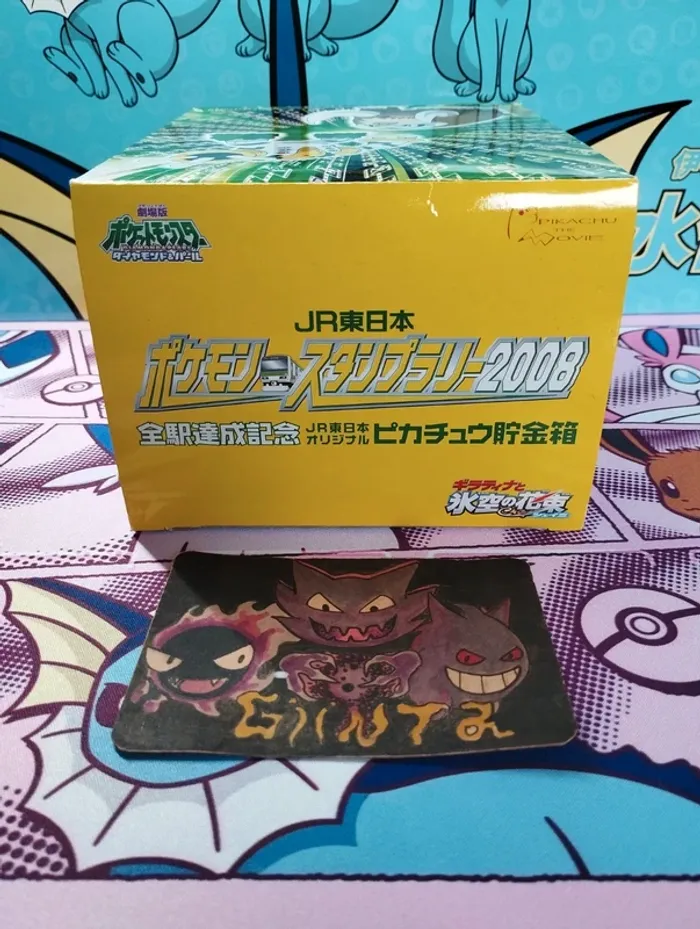 伊
水
劇場版
ポケットモンスター
ダイヤモンド&パール
PIKACHU
THE
MOVIE
JR東日本
ポケモン スタンプラリー2008
全駅達成記念 JR東日本オリジナル ピカチュウ貯金箱
ギラティナと
氷空の花束
GIINTA